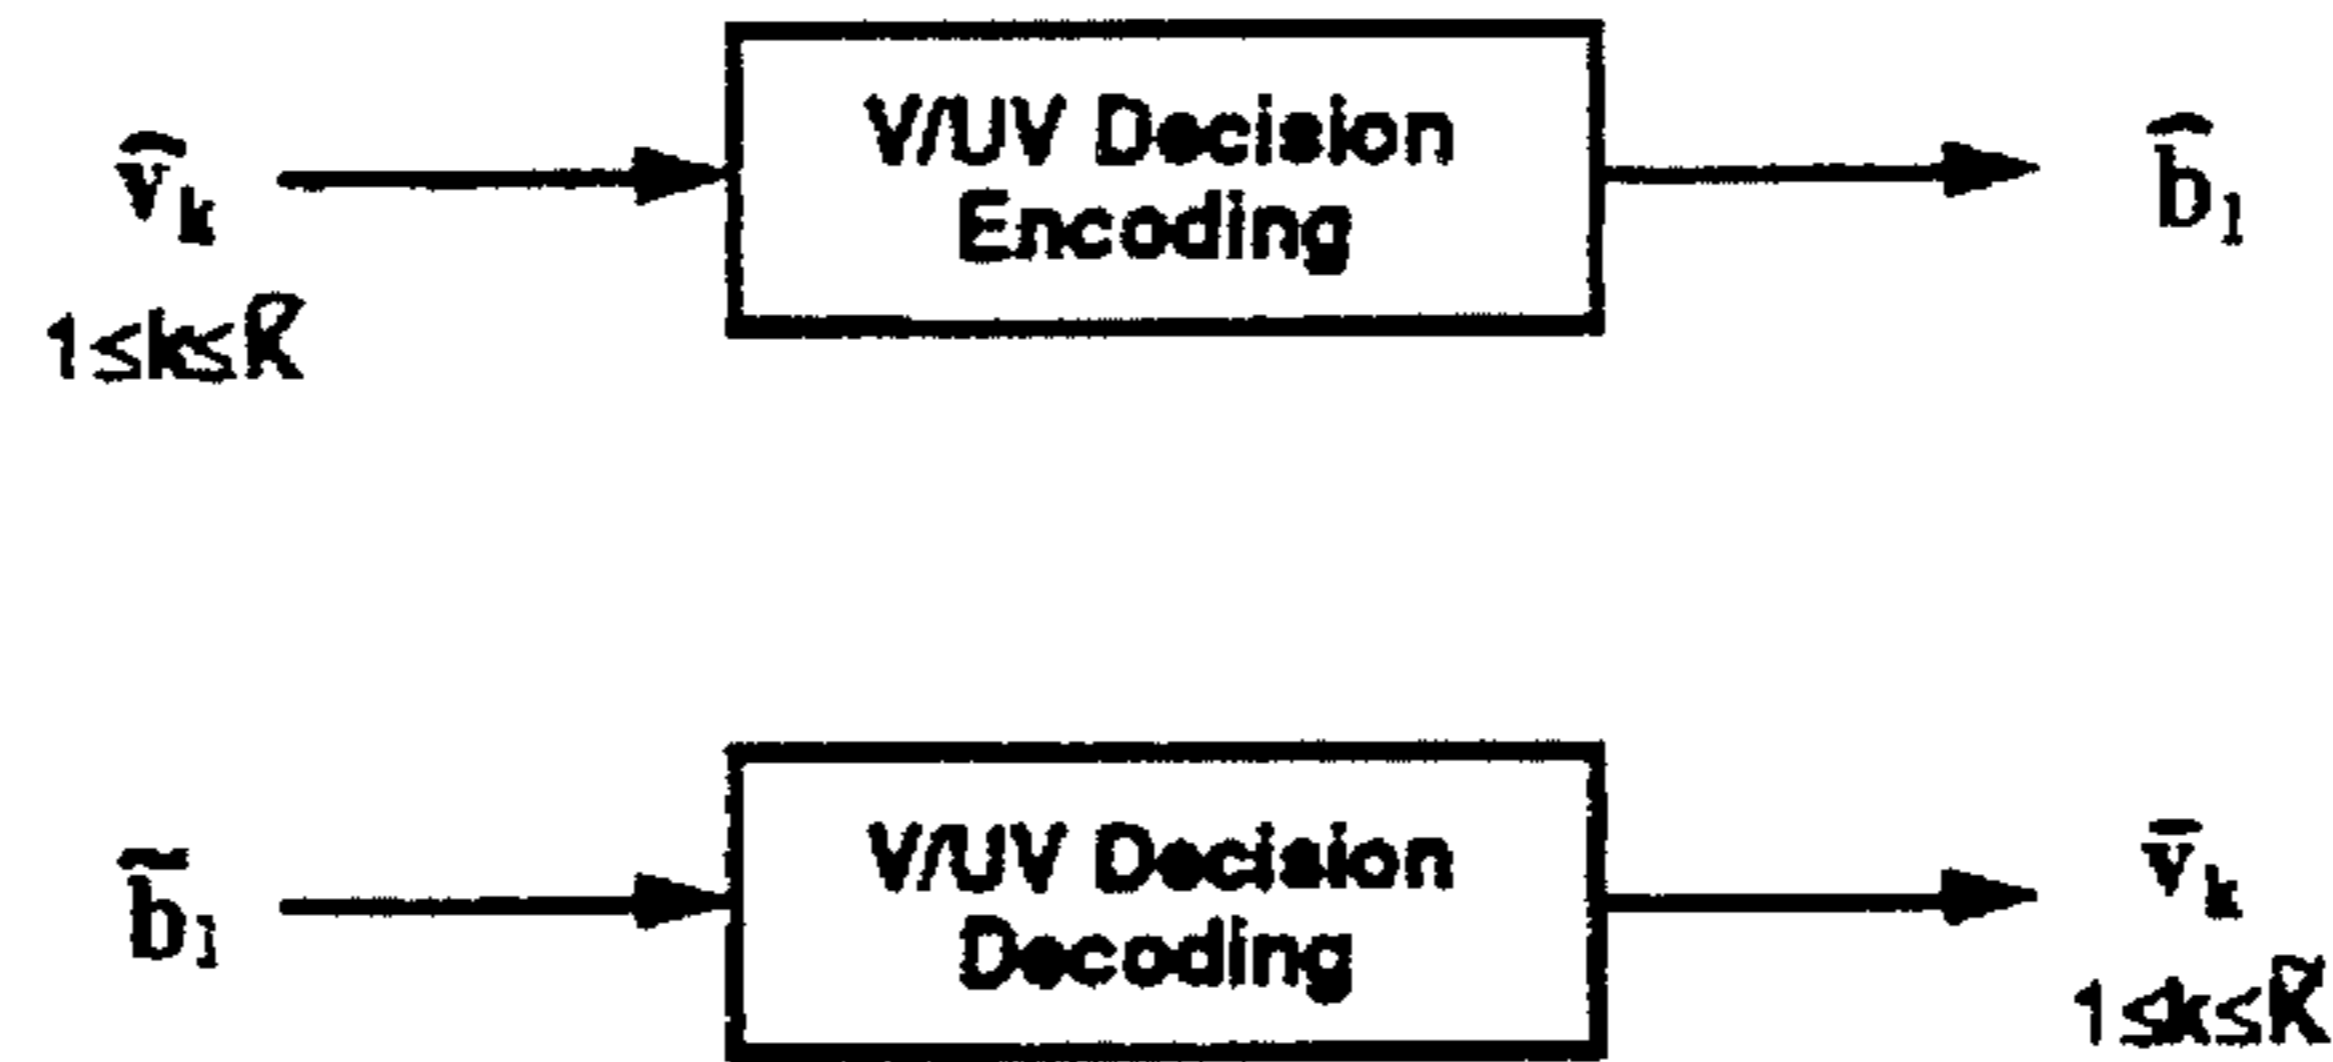 v̂ₖ
1≤k≤K̂
V/UV Decision
Encoding
b̂₁
b̃₁
V/UV Decision
Decoding
v̄ₖ
1≤k≤K̃